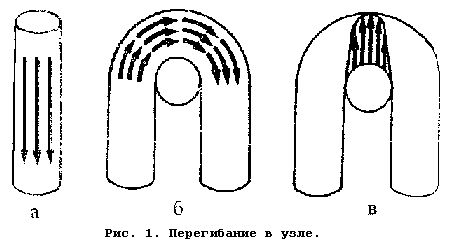 а б в
Рис. 1. Перегибание в узле.